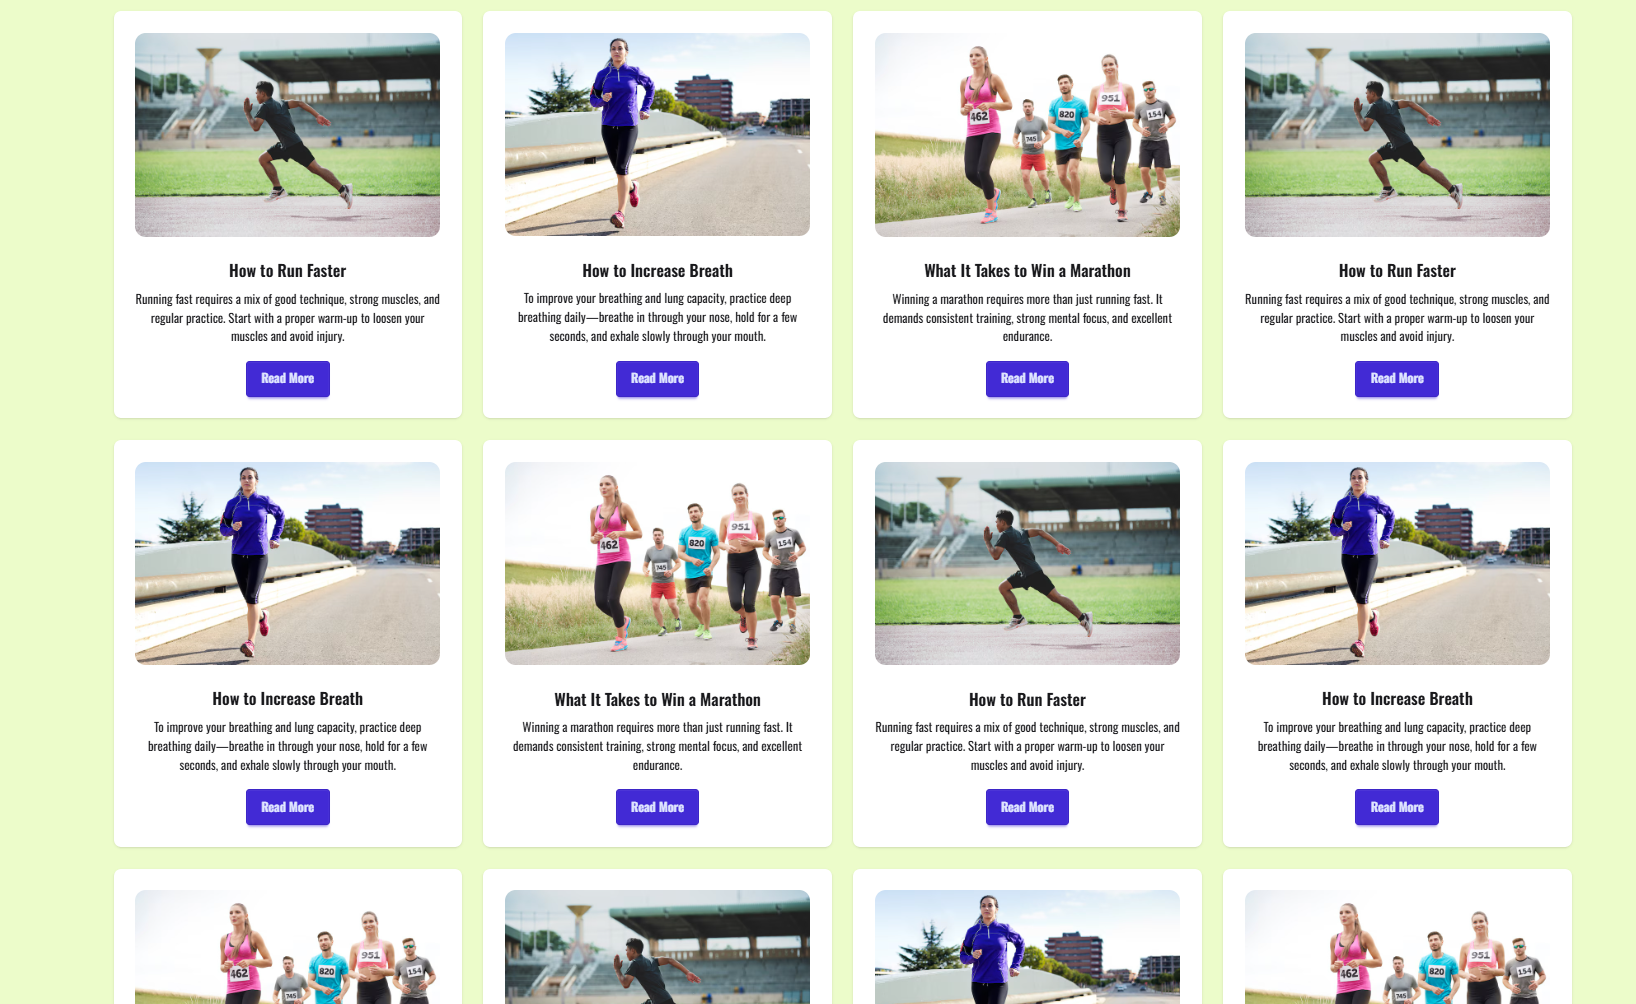 462
745
820
951
154
How to Run Faster
Running fast requires a mix of good technique, strong muscles, and
regular practice. Start with a proper warm-up to loosen your
muscles and avoid injury.
Read More
How to Increase Breath
To improve your breathing and lung capacity, practice deep
breathing daily—breathe in through your nose, hold for a few
seconds, and exhale slowly through your mouth.
Read More
What It Takes to Win a Marathon
Winning a marathon requires more than just running fast. It
demands consistent training, strong mental focus, and excellent
endurance.
Read More
How to Run Faster
Running fast requires a mix of good technique, strong muscles, and
regular practice. Start with a proper warm-up to loosen your
muscles and avoid injury.
Read More
462
745
820
951
154
How to Increase Breath
To improve your breathing and lung capacity, practice deep
breathing daily—breathe in through your nose, hold for a few
seconds, and exhale slowly through your mouth.
Read More
What It Takes to Win a Marathon
Winning a marathon requires more than just running fast. It
demands consistent training, strong mental focus, and excellent
endurance.
Read More
How to Run Faster
Running fast requires a mix of good technique, strong muscles, and
regular practice. Start with a proper warm-up to loosen your
muscles and avoid injury.
Read More
How to Increase Breath
To improve your breathing and lung capacity, practice deep
breathing daily—breathe in through your nose, hold for a few
seconds, and exhale slowly through your mouth.
Read More
462
745
820
951
154
462
745
820
951
154